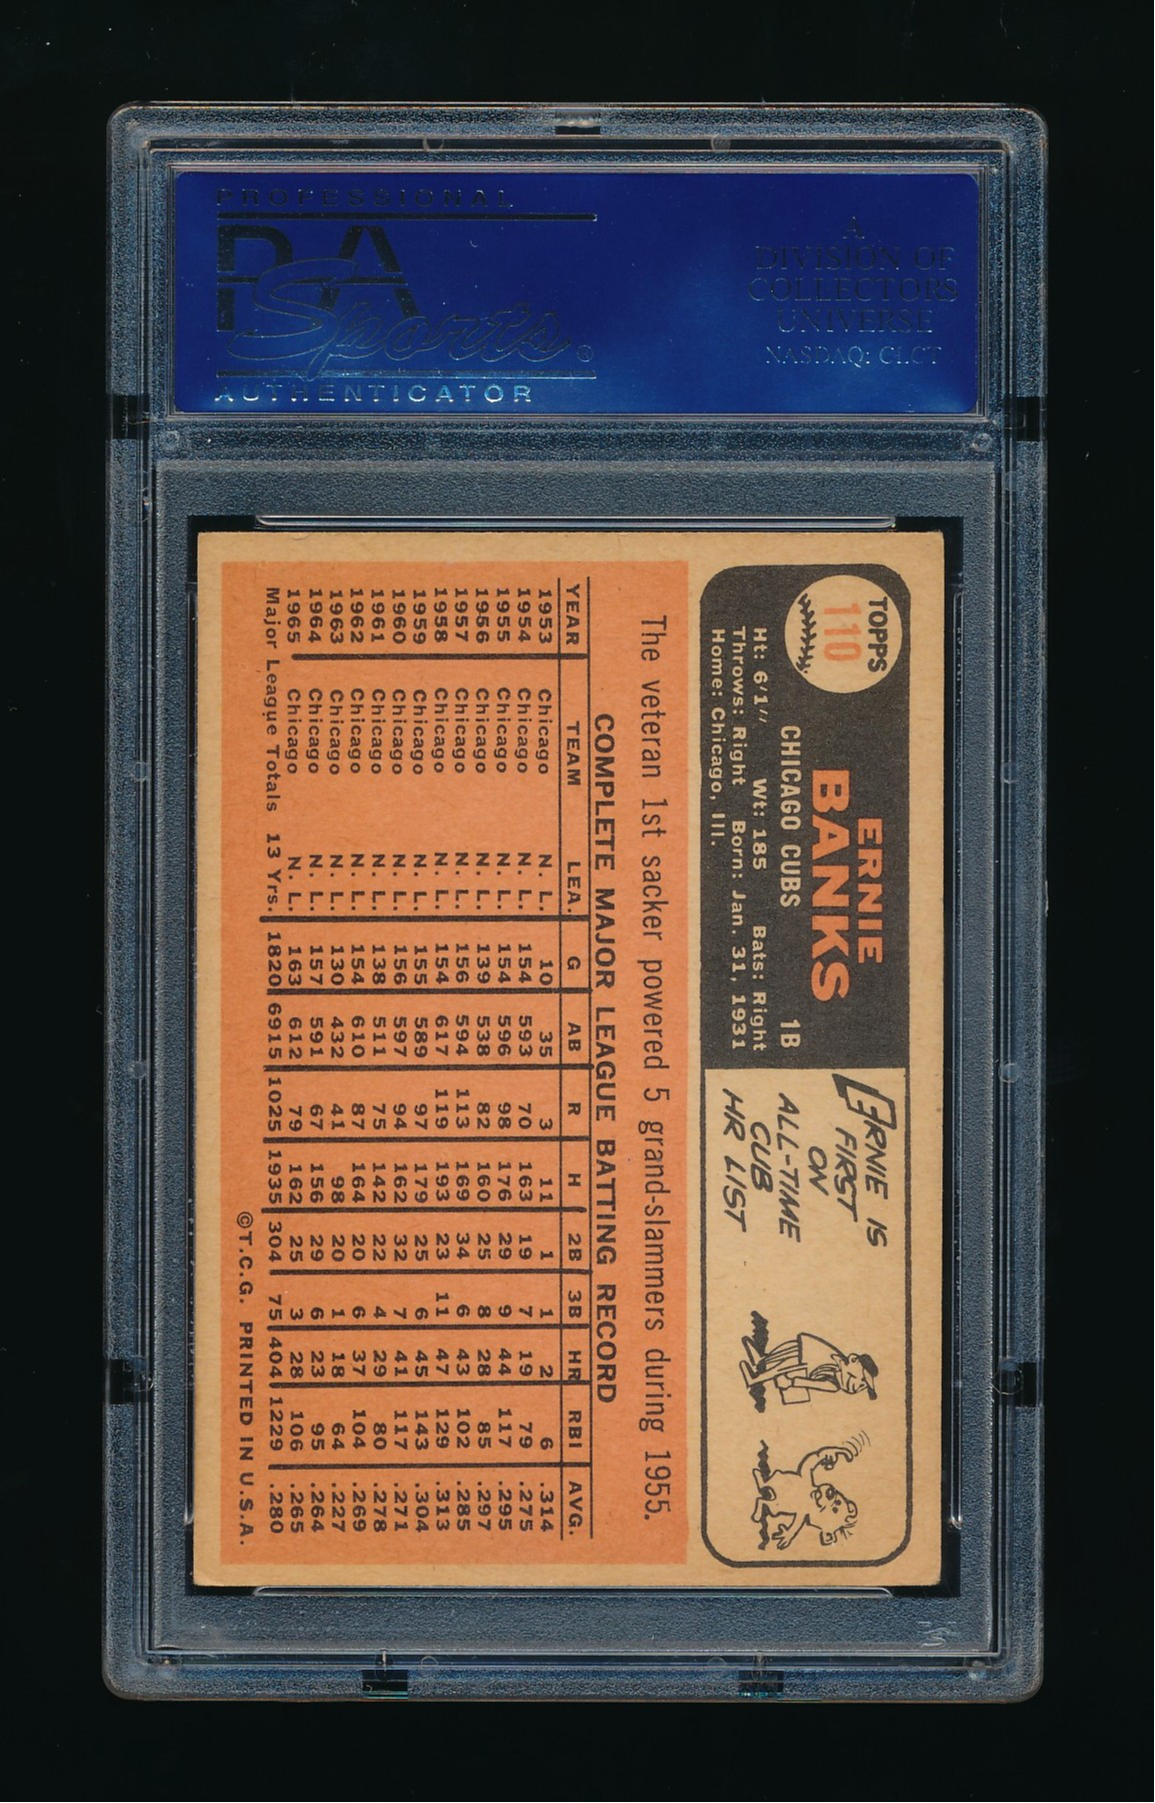 PROFESSIONAL
PSA
Sports®
AUTHENTICATOR
A
DIVISION OF
COLLECTORS
UNIVERSE
NASDAQ: CLCT
TOPPS
110
ERNIE
BANKS
CHICAGO CUBS 1B
Ht: 6'1" Wt: 185 Bats: Right
Throws: Right Born: Jan. 31, 1931
Home: Chicago, Ill.
ERNIE IS
FIRST
ON
ALL-TIME
CUB
HR LIST
The veteran 1st sacker powered 5 grand-slammers during 1955.
COMPLETE MAJOR LEAGUE BATTING RECORD
YEAR TEAM LEA. G AB R H 2B 3B HR RBI AVG.
1953 Chicago N. L. 10 35 3 11 1 1 2 6 .314
1954 Chicago N. L. 154 593 70 163 19 7 19 79 .275
1955 Chicago N. L. 154 596 98 176 29 9 44 117 .295
1956 Chicago N. L. 139 538 82 160 25 8 28 85 .297
1957 Chicago N. L. 156 594 113 169 34 6 43 102 .285
1958 Chicago N. L. 154 617 119 193 23 11 47 129 .313
1959 Chicago N. L. 155 589 97 179 25 6 45 143 .304
1960 Chicago N. L. 156 597 94 162 32 7 41 117 .271
1961 Chicago N. L. 138 511 75 142 22 4 29 80 .278
1962 Chicago N. L. 154 610 87 164 20 6 37 104 .269
1963 Chicago N. L. 130 432 41 98 20 1 18 64 .227
1964 Chicago N. L. 157 591 67 156 29 6 23 95 .264
1965 Chicago N. L. 163 612 79 162 25 3 28 106 .265
Major League Totals 13 Yrs. 1820 6915 1025 1935 304 75 404 1229 .280
©T.C.G. PRINTED IN U.S.A.